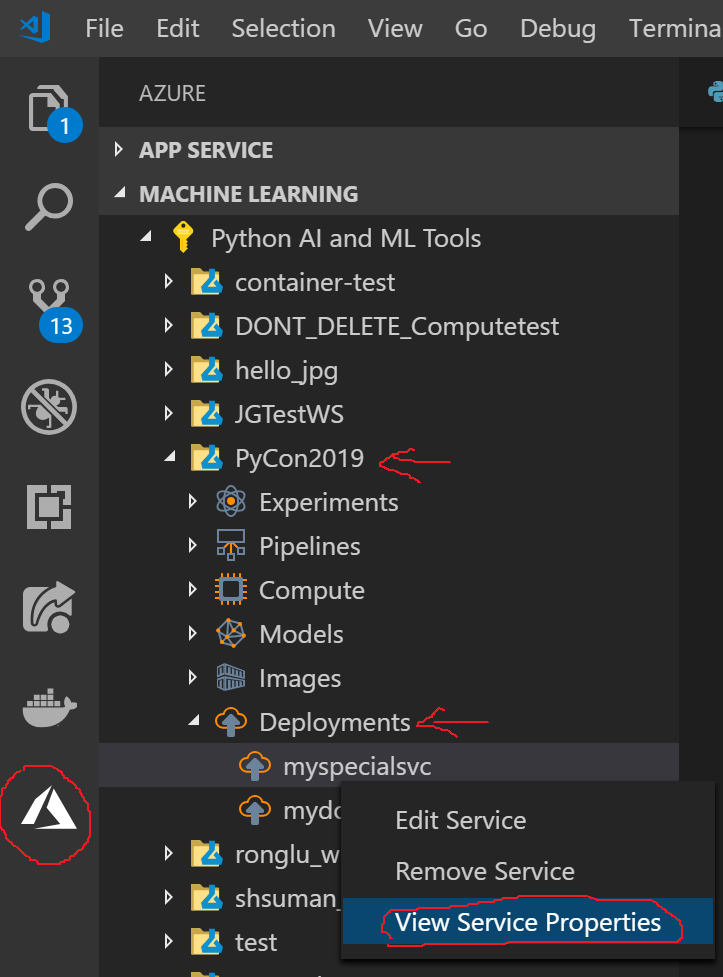 File Edit Selection View Go Debug Termina
AZURE
1
APP SERVICE
MACHINE LEARNING
Python AI and ML Tools
container-test
13
DONT_DELETE_Computetest
hello_jpg
JGTestWS
PyCon2019
Experiments
Pipelines
Compute
Models
Images
Deployments
myspecialsvc
mydo
Edit Service
ronglu_w
Remove Service
shsuman_
View Service Properties
test